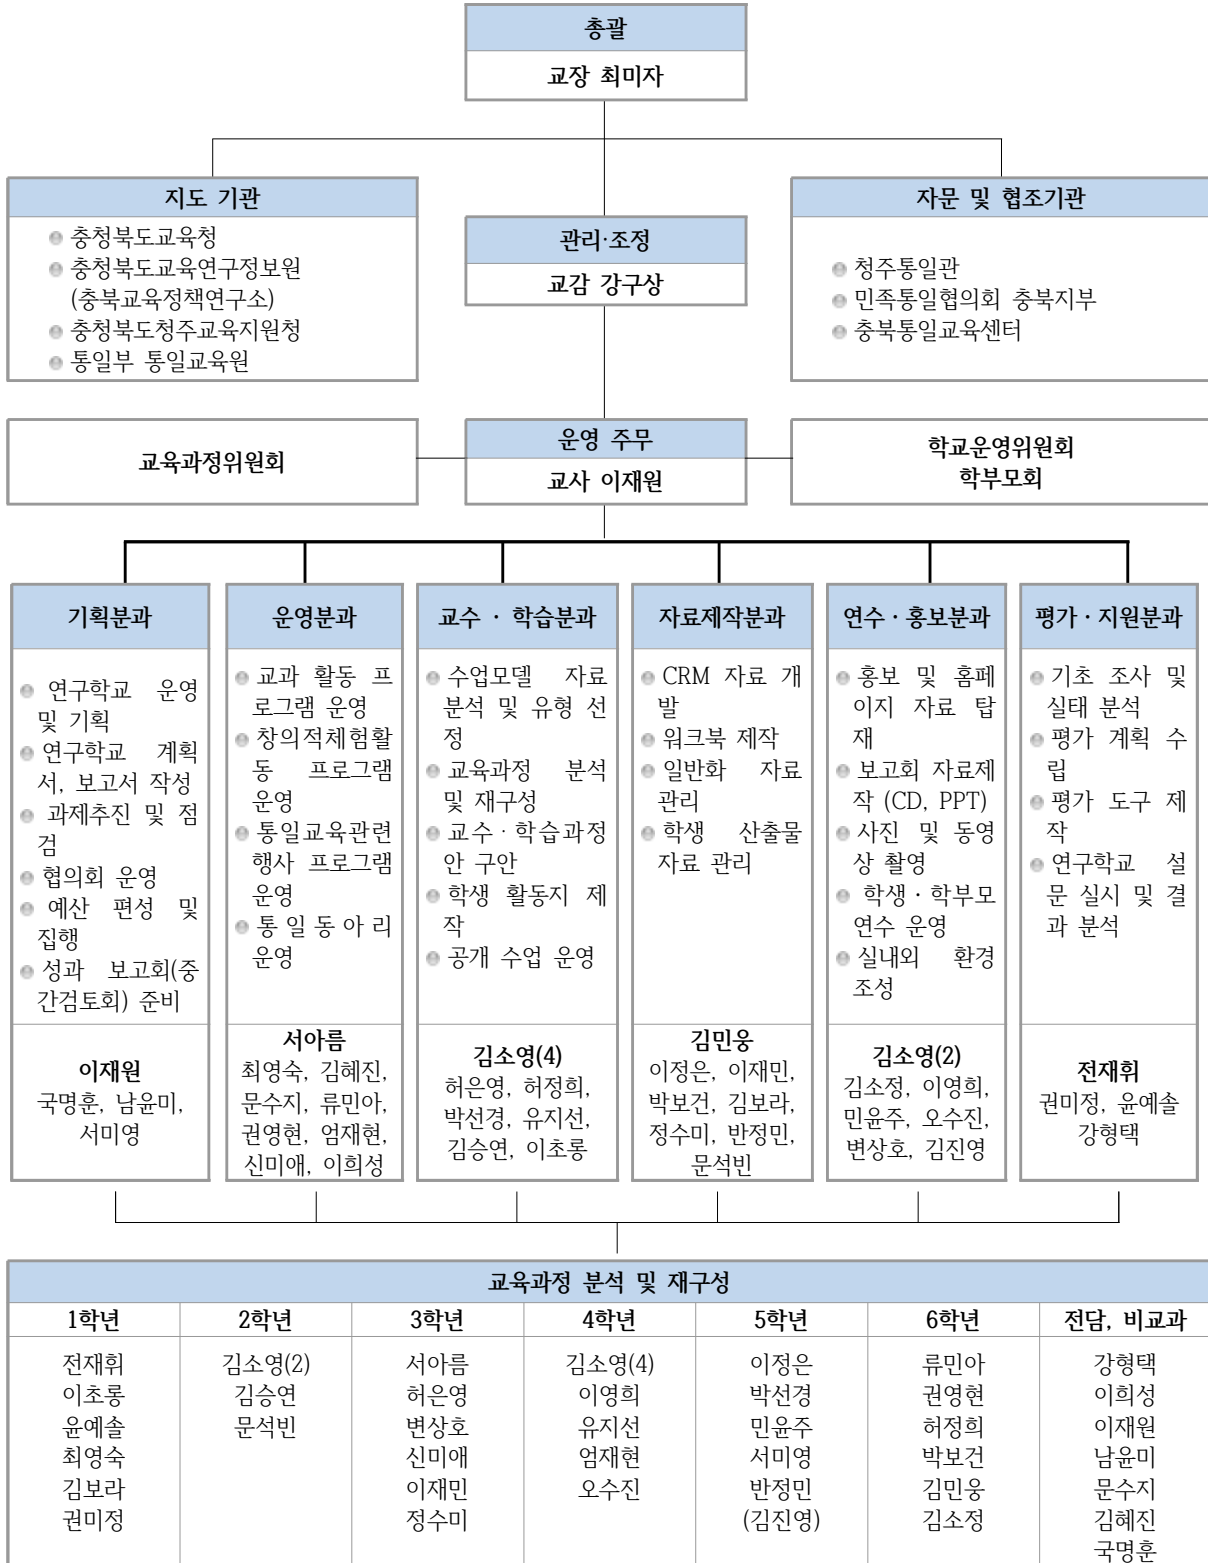 총괄
교장 최미자
지도 기관
충청북도교육청
충청북도교육연구정보원
(충북교육정책연구소)
충청북도청주교육지원청
통일부 통일교육원
관리·조정
교감 강구상
자문 및 협조기관
청주통일관
민족통일협의회 충북지부
충북통일교육센터
교육과정위원회
운영 주무
교사 이재원
학교운영위원회
학부모회
기획분과
연구학교 운영
및 기획
연구학교 계획
서, 보고서 작성
과제추진 및 점
검
협의회 운영
예산 편성 및
집행
성과 보고회(중
간검토회) 준비
이재원
국명훈, 남윤미,
서미영
운영분과
교과 활동 프
로그램 운영
창의적체험활
동 프로그램
운영
통일교육관련
행사 프로그램
운영
통일동아리
운영
서아름
최영숙, 김혜진,
문수지, 류민아,
권영현, 엄재현,
신미애, 이희성
교수 · 학습분과
수업모델 자료
분석 및 유형 선
정
교육과정 분석
및 재구성
교수·학습과정
안 구안
학생 활동지 제
작
공개 수업 운영
김소영(4)
허은영, 허정희,
박선경, 유지선,
김승연, 이초롱
자료제작분과
CRM 자료 개
발
워크북 제작
일반화 자료
관리
학생 산출물
자료 관리
김민웅
이정은, 이재민,
박보건, 김보라,
정수미, 반정민,
문석빈
연수·홍보분과
홍보 및 홈페
이지 자료 탑
재
보고회 자료제
작 (CD, PPT)
사진 및 동영
상 촬영
학생·학부모
연수 운영
실내외 환경
조성
김소영(2)
김소정, 이영희,
민윤주, 오수진,
변상호, 김진영
평가·지원분과
기초 조사 및
실태 분석
평가 계획 수
립
평가 도구 제
작
연구학교 설
문 실시 및 결
과 분석
전재휘
권미정, 윤예솔
강형택
교육과정 분석 및 재구성
1학년 2학년 3학년 4학년 5학년 6학년 전담, 비교과
전재휘 김소영(2) 서아름 김소영(4) 이정은 류민아 강형택
이초롱 김승연 허은영 이영희 박선경 권영현 이희성
윤예솔 문석빈 변상호 유지선 민윤주 허정희 이재원
최영숙 신미애 엄재현 서미영 박보건 남윤미
김보라 이재민 오수진 반정민 김민웅 문수지
권미정 정수미 (김진영) 김소정 김혜진
국명훈